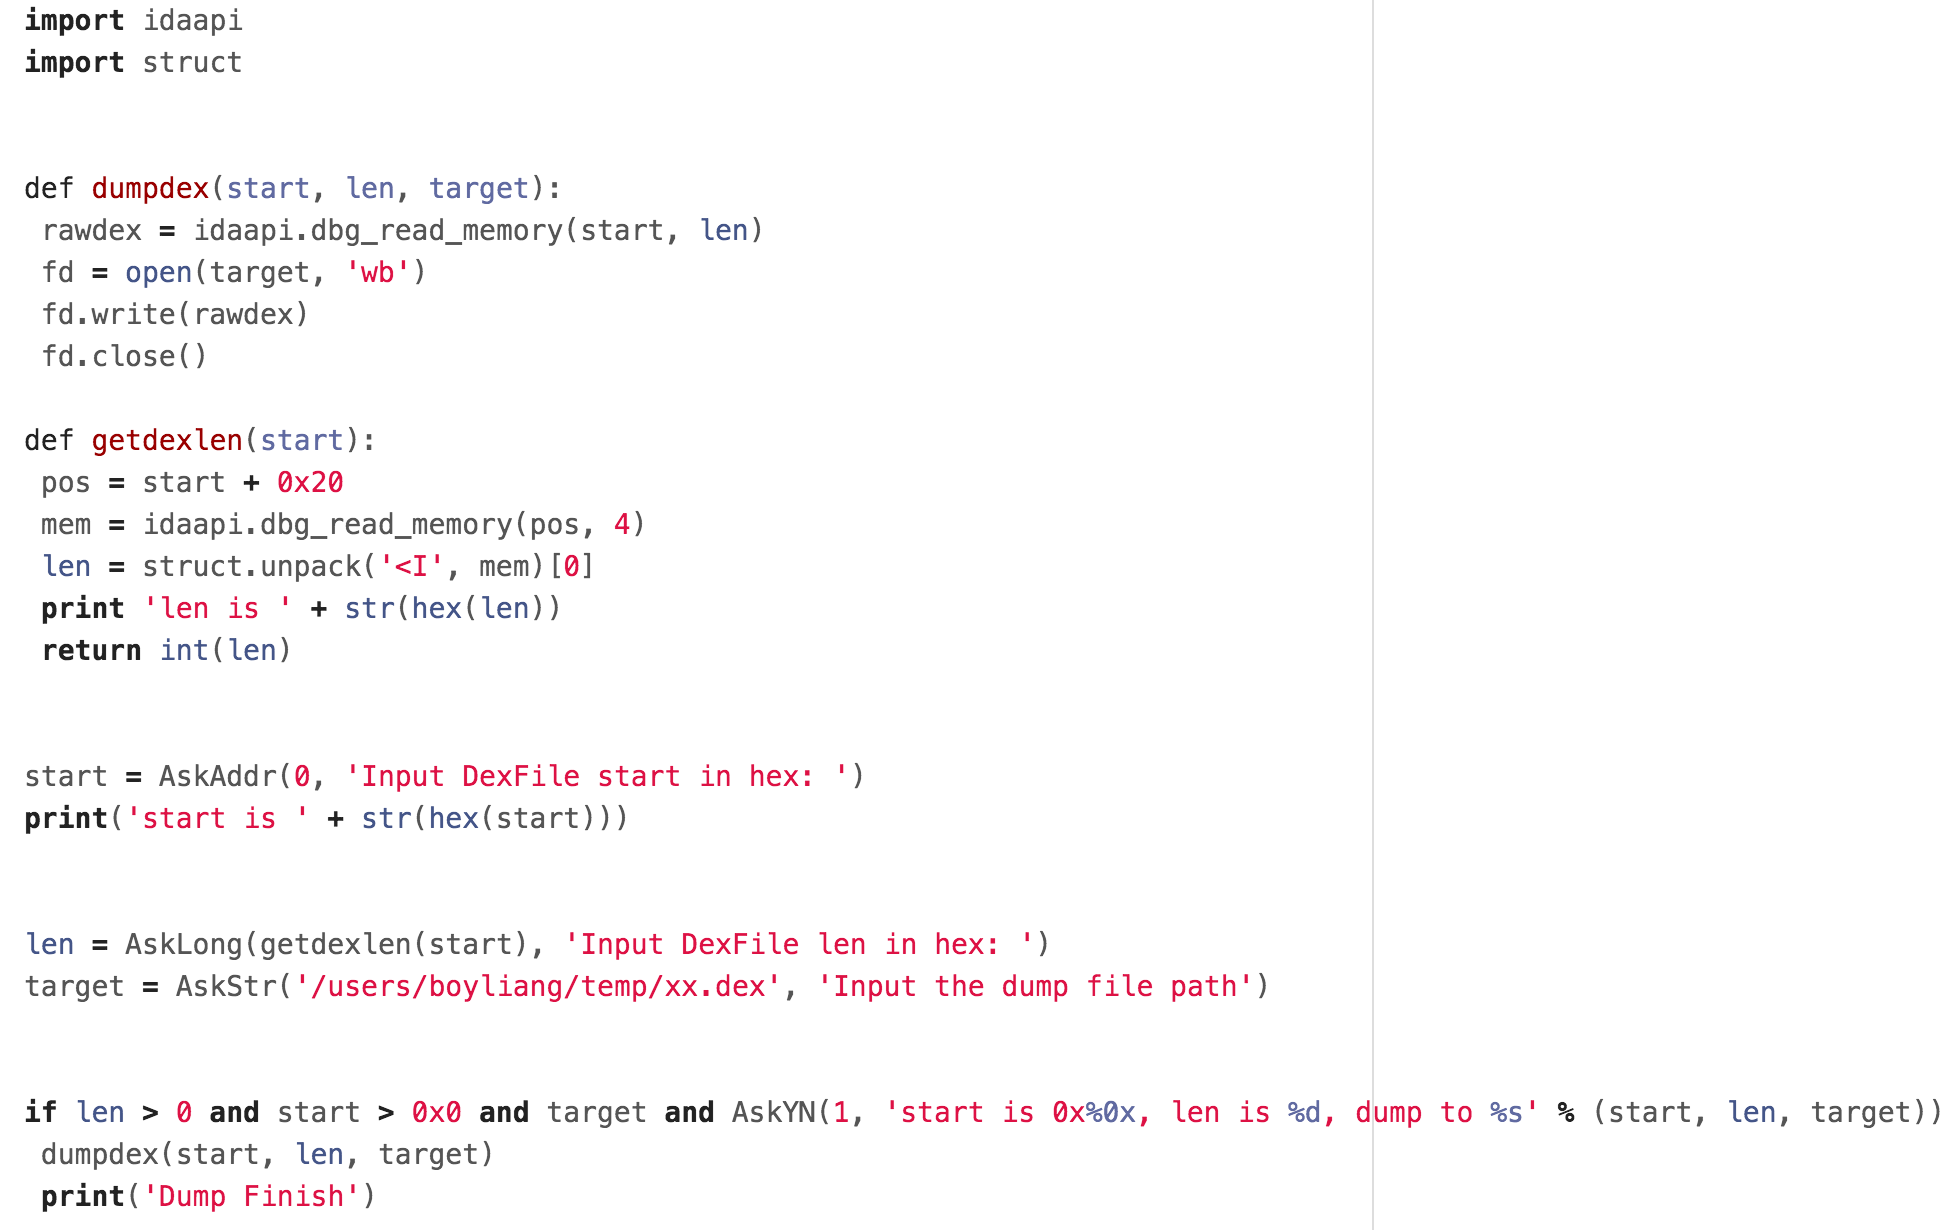 import idaapi
import struct
def dumpdex(start, len, target):
 rawdex = idaapi.dbg_read_memory(start, len)
 fd = open(target, 'wb')
 fd.write(rawdex)
 fd.close()
def getdexlen(start):
 pos = start + 0x20
 mem = idaapi.dbg_read_memory(pos, 4)
 len = struct.unpack('<I', mem)[0]
 print 'len is ' + str(hex(len))
 return int(len)
start = AskAddr(0, 'Input DexFile start in hex: ')
print('start is ' + str(hex(start)))
len = AskLong(getdexlen(start), 'Input DexFile len in hex: ')
target = AskStr('/users/boyliang/temp/xx.dex', 'Input the dump file path')
if len > 0 and start > 0x0 and target and AskYN(1, 'start is 0x%0x, len is %d, dump to %s' % (start, len, target))
 dumpdex(start, len, target)
 print('Dump Finish')